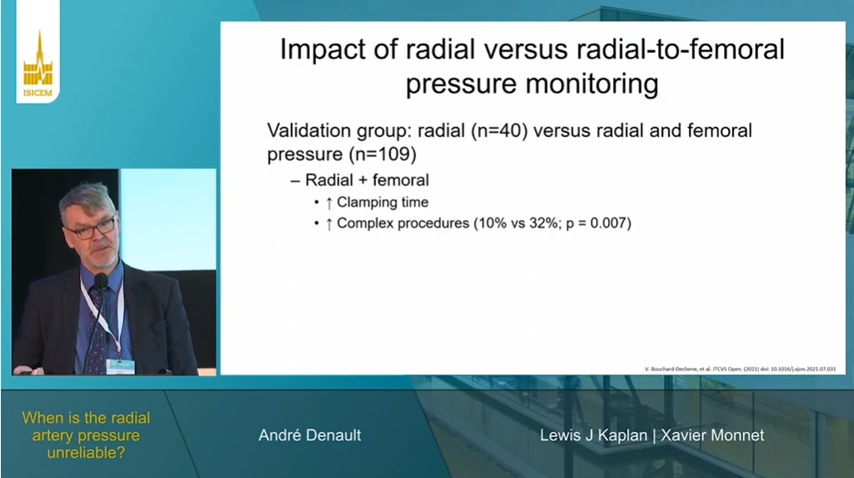 ISICEM
Impact of radial versus radial-to-femoral
pressure monitoring
Validation group: radial (n=40) versus radial and femoral
pressure (n=109)
– Radial + femoral
• ↑ Clamping time
• ↑ Complex procedures (10% vs 32%; p = 0.007)
V. Bouchard-Dechene, et al. JTCVS Open. (2021) doi: 10.1016/j.xjon.2021.07.031
When is the radial
artery pressure
unreliable?
André Denault
Lewis J Kaplan | Xavier Monnet